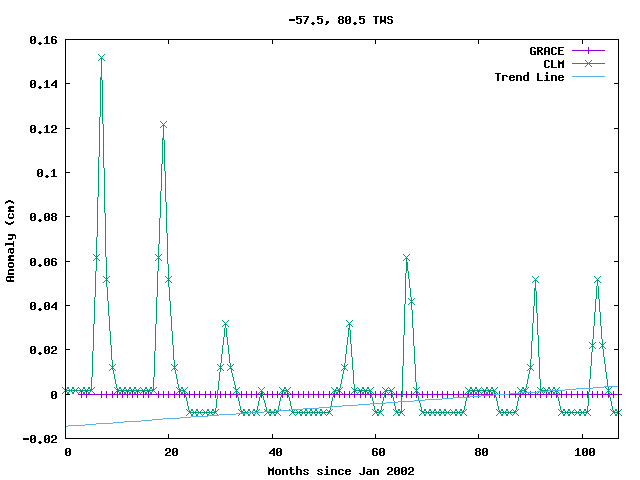 -57.5, 80.5 TWS
GRACE
CLM
Trend Line
0.16
0.14
0.12
0.1
0.08
0.06
0.04
0.02
0
-0.02
Anomaly (cm)
0 20 40 60 80 100
Months since Jan 2002